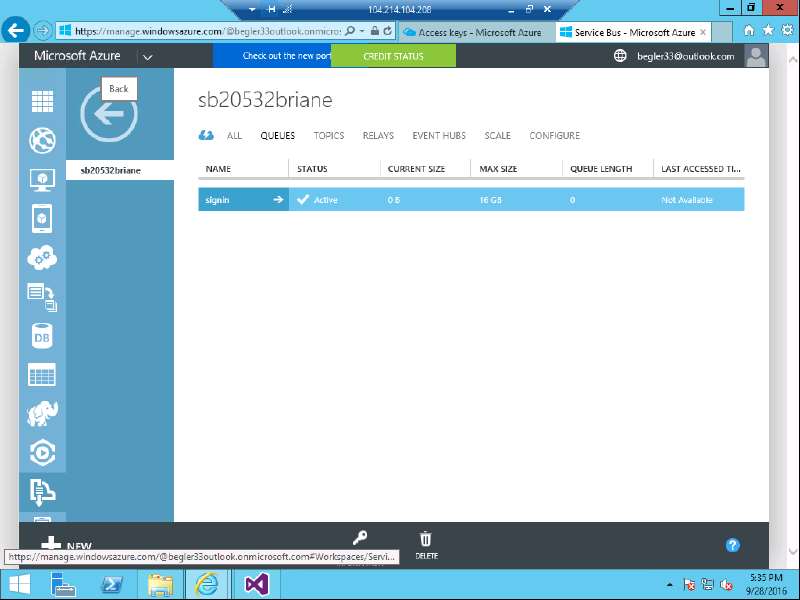 104.214.104.208
https://manage.windowsazure.com/@begler33outlook.onmicros
Access keys - Microsoft Azure
Service Bus - Microsoft Azure
Microsoft Azure
Check out the new port
CREDIT STATUS
begler33@outlook.com
Back
sb20532briane
sb20532briane
ALL QUEUES TOPICS RELAYS EVENT HUBS SCALE CONFIGURE
NAME STATUS CURRENT SIZE MAX SIZE QUEUE LENGTH LAST ACCESSED TI...
signin Active 0 B 16 GB 0 Not Available
DB
NEW
DELETE
?
https://manage.windowsazure.com/@begler33outlook.onmicrosoft.com#Workspaces/Servi...
5:35 PM
9/28/2016